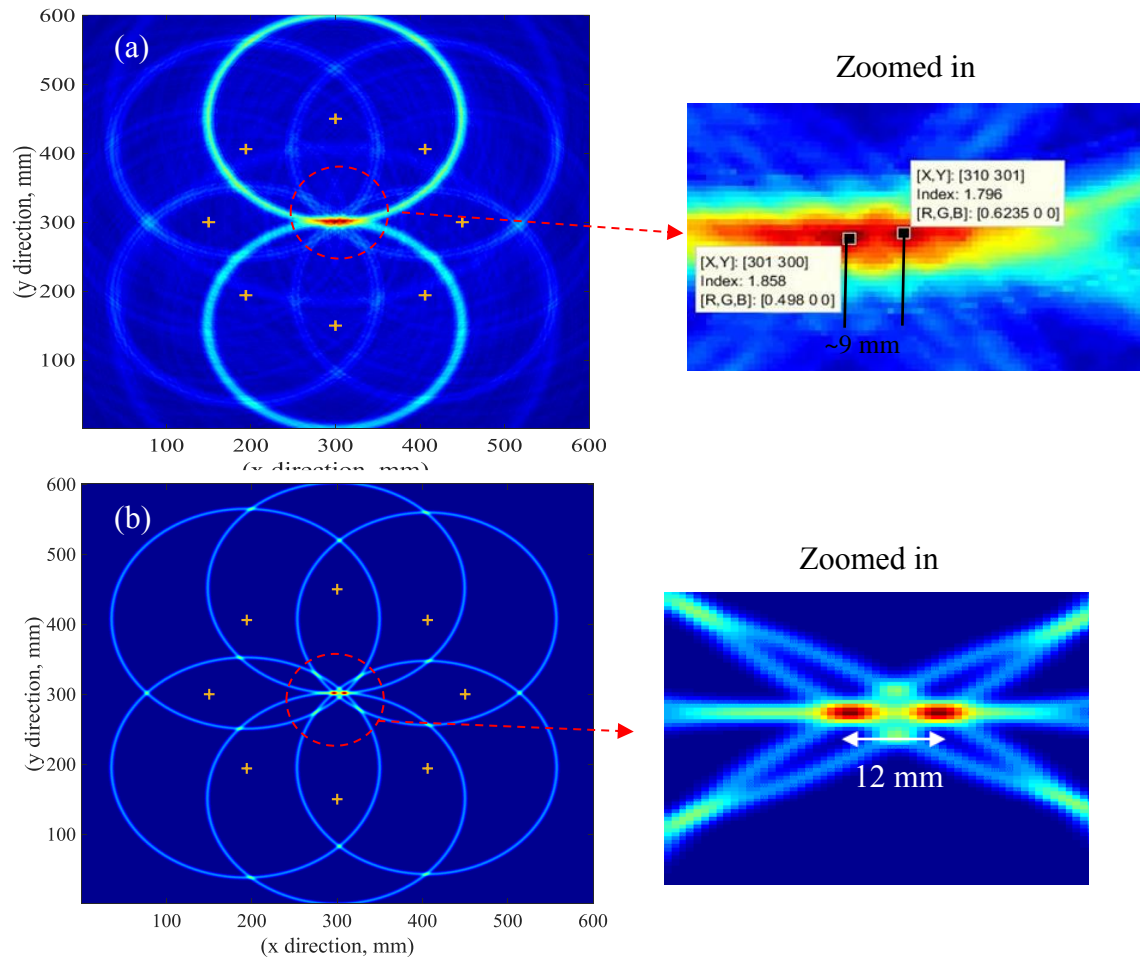 (a)
(y direction, mm)
600
500
400
300
200
100
100 200 300 400 500 600
(x direction, mm)
Zoomed in
[X,Y]: [310 301]
Index: 1.796
[R,G,B]: [0.6235 0 0]
[X,Y]: [301 300]
Index: 1.858
[R,G,B]: [0.498 0 0]
~9 mm
(b)
(y direction, mm)
600
500
400
300
200
100
100 200 300 400 500 600
(x direction, mm)
Zoomed in
12 mm